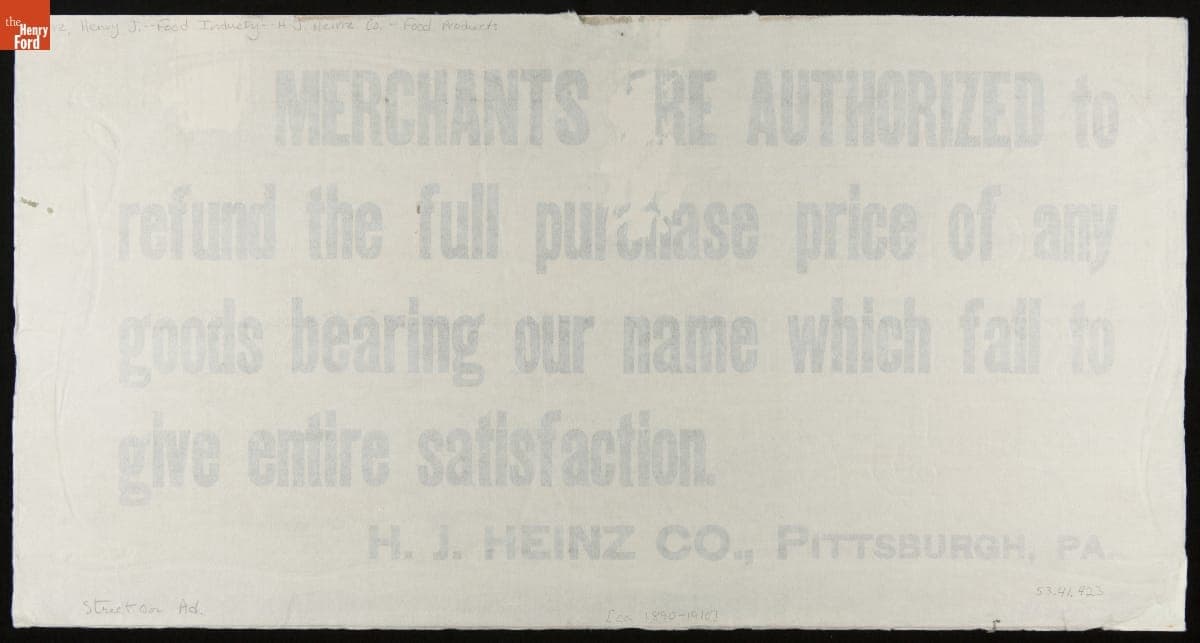 the Henry Ford
z, Henry J.--Food Industry--H. J. Heinz Co.--Food Products
MERCHANTS RE AUTHORIZED to
refund the full purchase price of any
goods bearing our name which fail to
give entire satisfaction.
H. J. HEINZ CO., PITTSBURGH, PA.
53.41.423
Street car Ad.
[ca. 1890-1910]